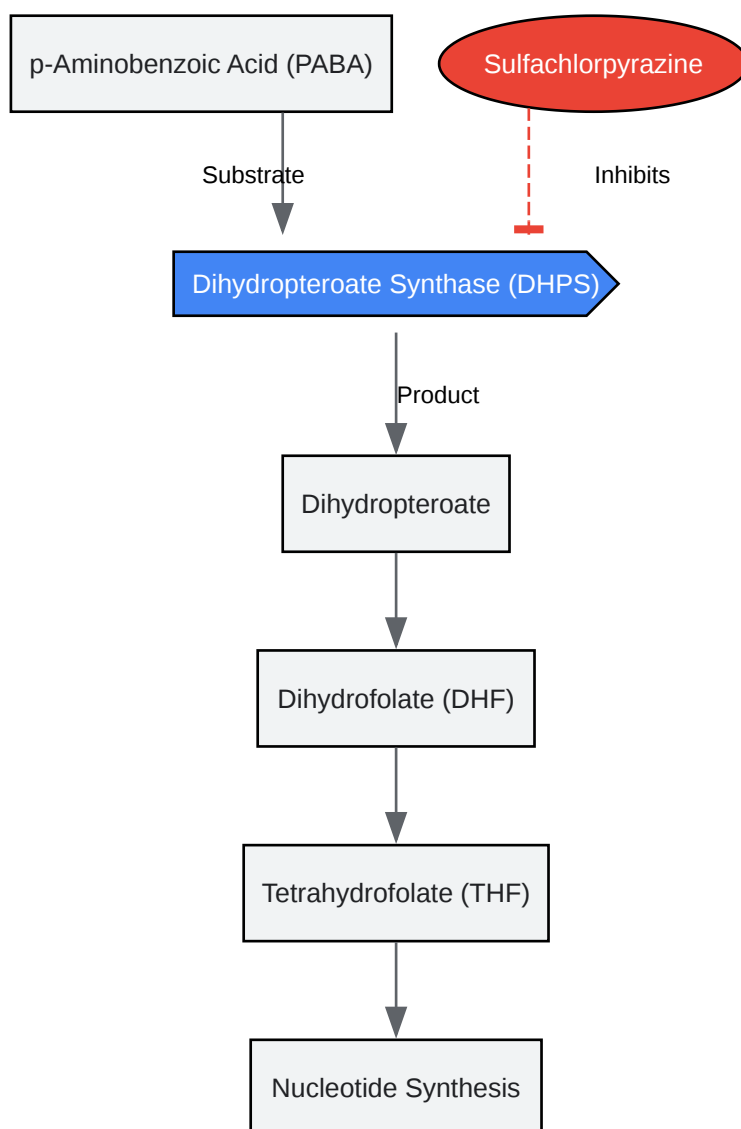 p-Aminobenzoic Acid (PABA)
Sulfachlorpyrazine
Substrate
Inhibits
Dihydropteroate Synthase (DHPS)
Product
Dihydropteroate
Dihydrofolate (DHF)
Tetrahydrofolate (THF)
Nucleotide Synthesis